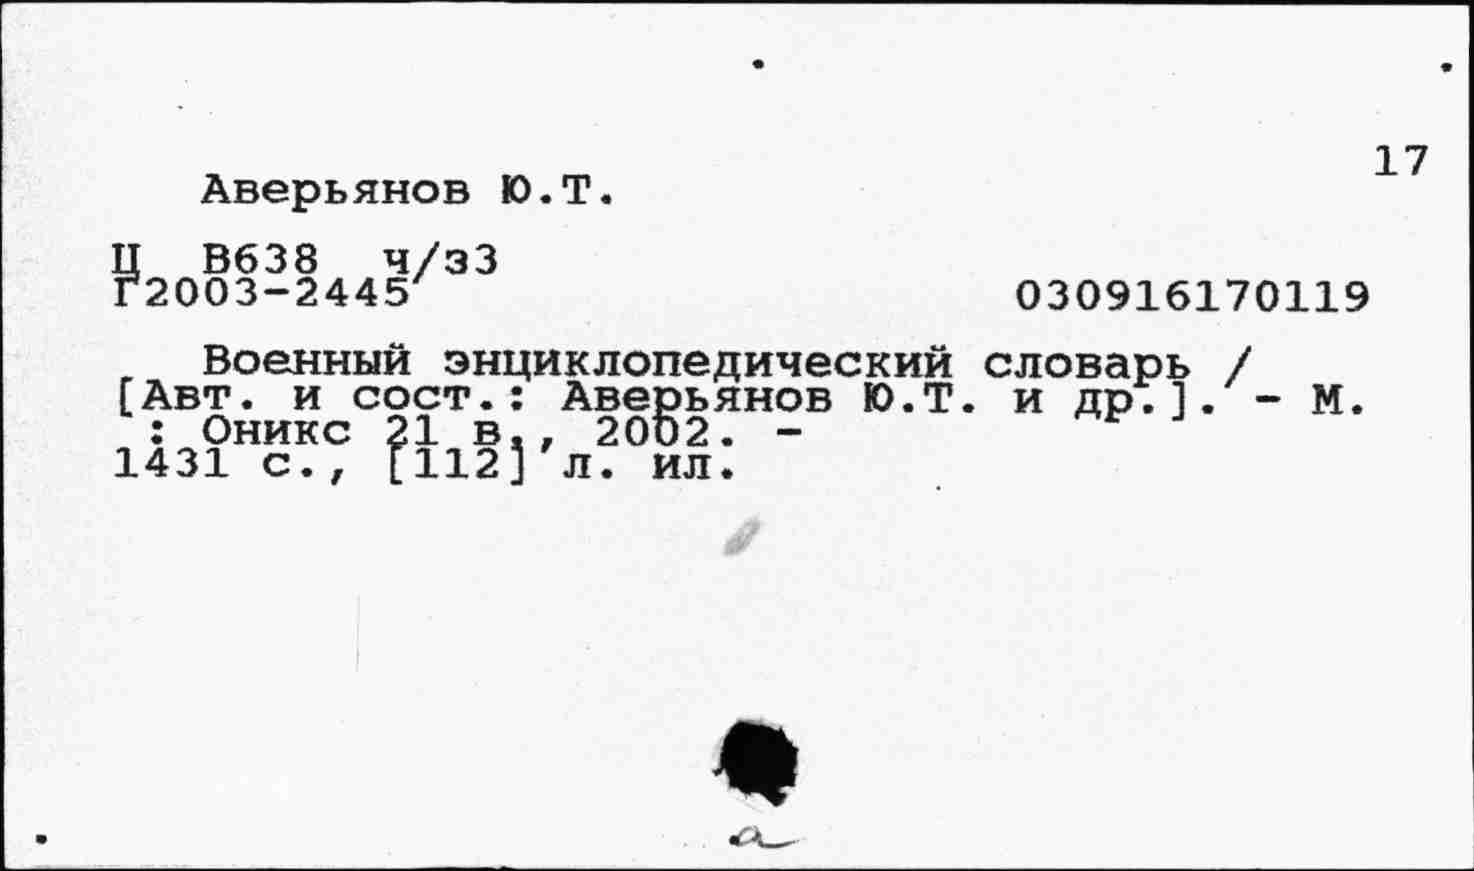 17
Аверьянов Ю.Т.
Ц В638 ч/з3
Г2003-2445
030916170119
Военный энциклопедический словарь /
[Авт. и сост.: Аверьянов Ю.Т. и др.]. - М.
: Оникс 21 в., 2002. -
1431 с., [112] л. ил.
а